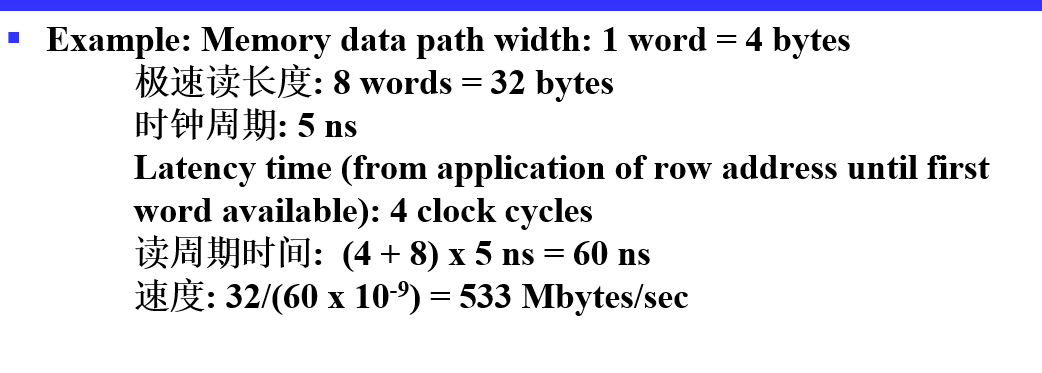 Example: Memory data path width: 1 word = 4 bytes
极速读长度: 8 words = 32 bytes
时钟周期: 5 ns
Latency time (from application of row address until first
word available): 4 clock cycles
读周期时间: (4 + 8) x 5 ns = 60 ns
速度: 32/(60 x 10⁻⁹) = 533 Mbytes/sec